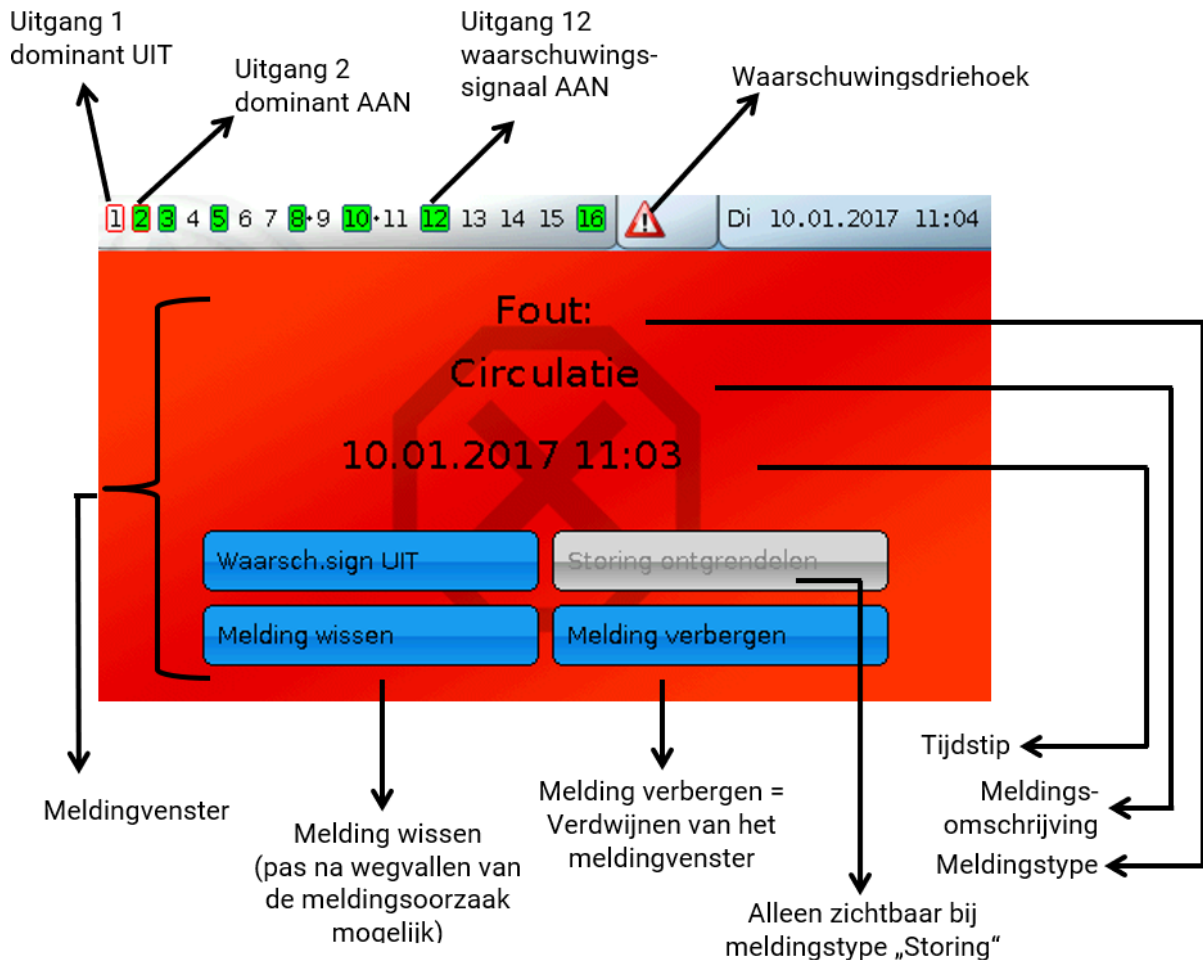 Uitgang 1
dominant UIT
Uitgang 2
dominant AAN
Uitgang 12
waarschuwings-
signaal AAN
Waarschuwingsdriehoek
1 2 3 4 5 6 7 8·9 10·11 12 13 14 15 16
Di 10.01.2017 11:04
Fout:
Circulatie
10.01.2017 11:03
Waarsch.sign UIT
Storing ontgrendelen
Melding wissen
Melding verbergen
Meldingvenster
Melding wissen
(pas na wegvallen van
de meldingsoorzaak
mogelijk)
Melding verbergen =
Verdwijnen van het
meldingvenster
Alleen zichtbaar bij
meldingstype „Storing“
Tijdstip
Meldings-
omschrijving
Meldingstype